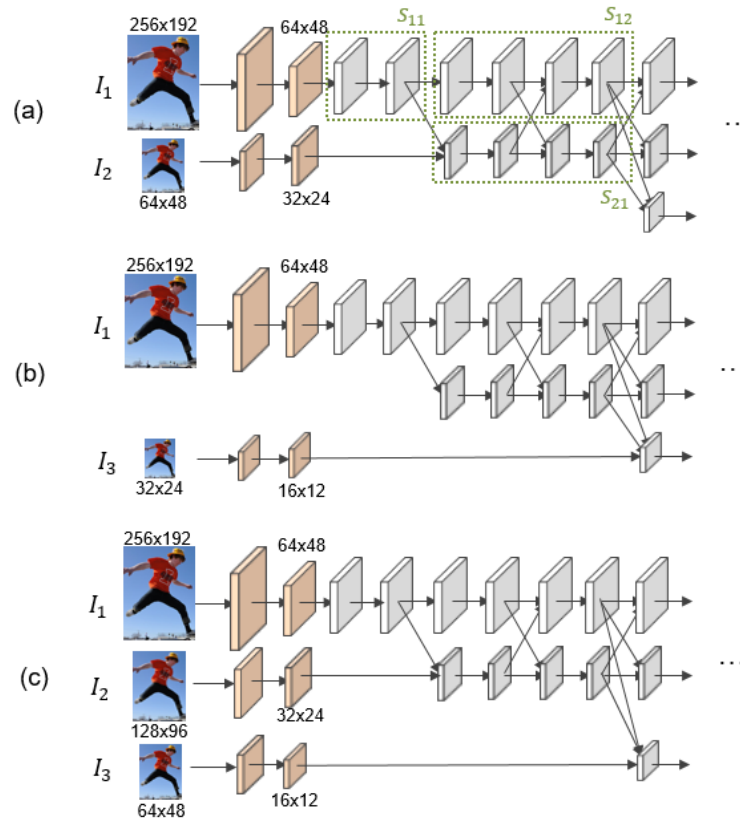 256x192
64x48
S₁₁
S₁₂
(a)
I₁
I₂
64x48
32x24
S₂₁
...
256x192
64x48
I₁
(b)
...
I₃
32x24
16x12
256x192
64x48
I₁
(c)
I₂
...
128x96
32x24
I₃
64x48
16x12